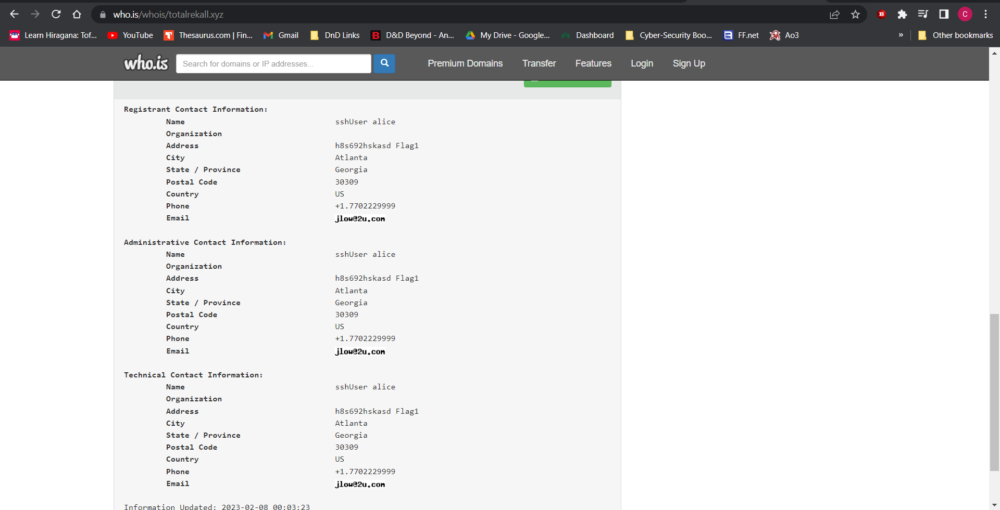 who.is/whois/totalrekall.xyz
C
Learn Hiragana: Tof... YouTube Thesaurus.com | Fin... Gmail DnD Links D&D Beyond - An... My Drive - Google... Dashboard Cyber-Security Boo... FF.net Ao3 » Other bookmarks
who.is Search for domains or IP addresses... Premium Domains Transfer Features Login Sign Up
Registrant Contact Information:
Name sshUser alice
Organization
Address h8s692hskasd Flag1
City Atlanta
State / Province Georgia
Postal Code 30309
Country US
Phone +1.7702229999
Email jlow@2u.com
Administrative Contact Information:
Name sshUser alice
Organization
Address h8s692hskasd Flag1
City Atlanta
State / Province Georgia
Postal Code 30309
Country US
Phone +1.7702229999
Email jlow@2u.com
Technical Contact Information:
Name sshUser alice
Organization
Address h8s692hskasd Flag1
City Atlanta
State / Province Georgia
Postal Code 30309
Country US
Phone +1.7702229999
Email jlow@2u.com
Information Updated: 2023-02-08 00:03:23